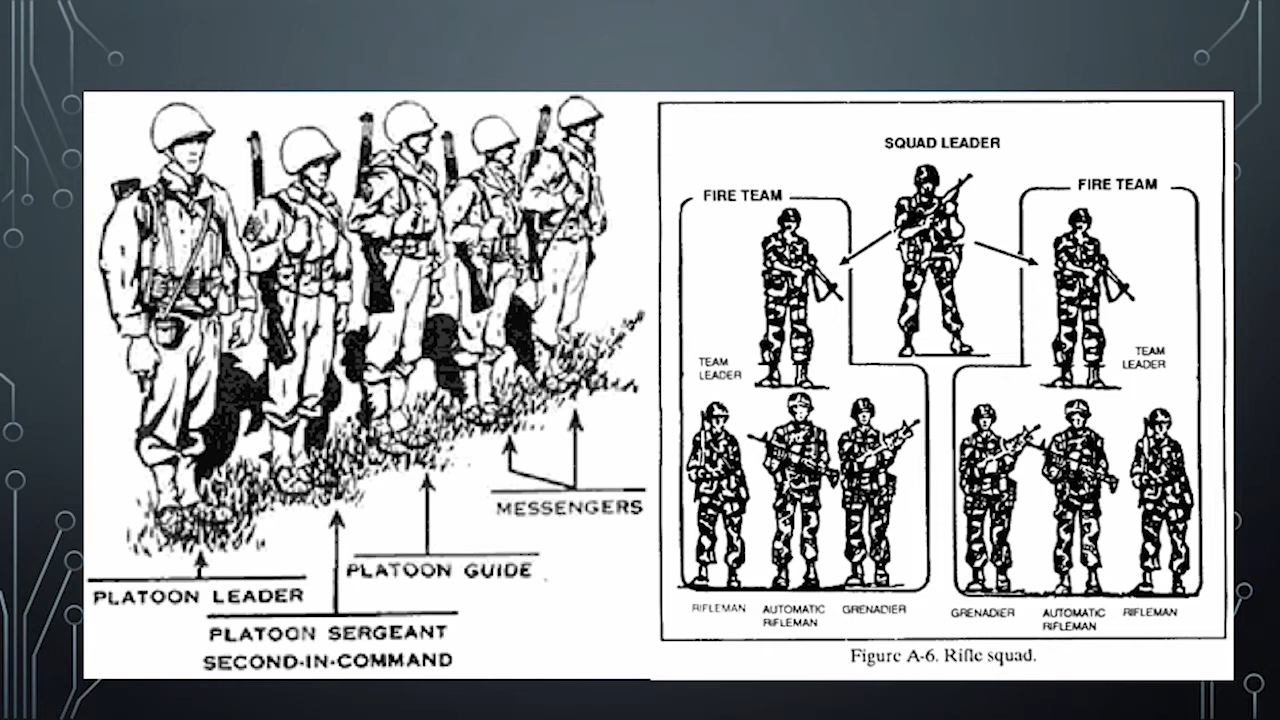 MESSENGERS
PLATOON GUIDE
PLATOON LEADER
PLATOON SERGEANT
SECOND-IN-COMMAND
SQUAD LEADER
FIRE TEAM
FIRE TEAM
TEAM
LEADER
TEAM
LEADER
RIFLEMAN
AUTOMATIC
RIFLEMAN
GRENADIER
GRENADIER
AUTOMATIC
RIFLEMAN
RIFLEMAN
Figure A-6. Rifle squad.